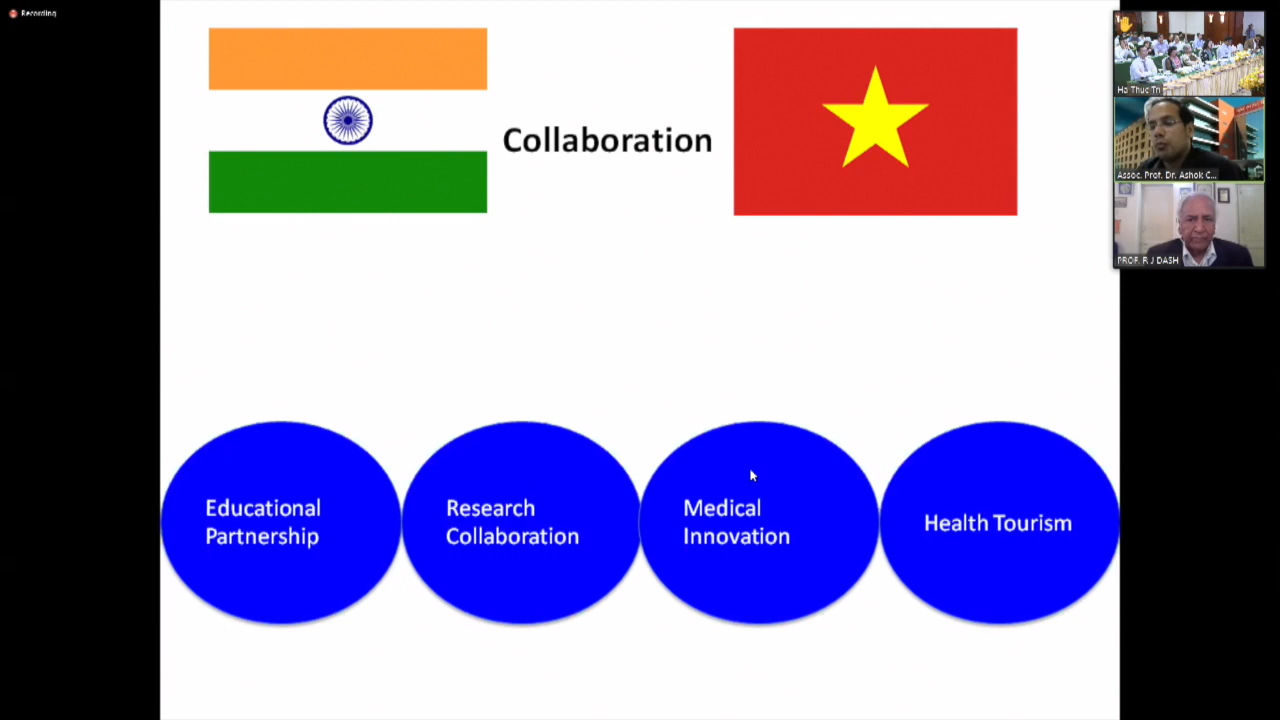 Recording
Collaboration
Ha Thuc Tri
Assoc. Prof. Dr. Ashok C...
PROF. R J DASH
Educational
Partnership
Research
Collaboration
Medical
Innovation
Health Tourism